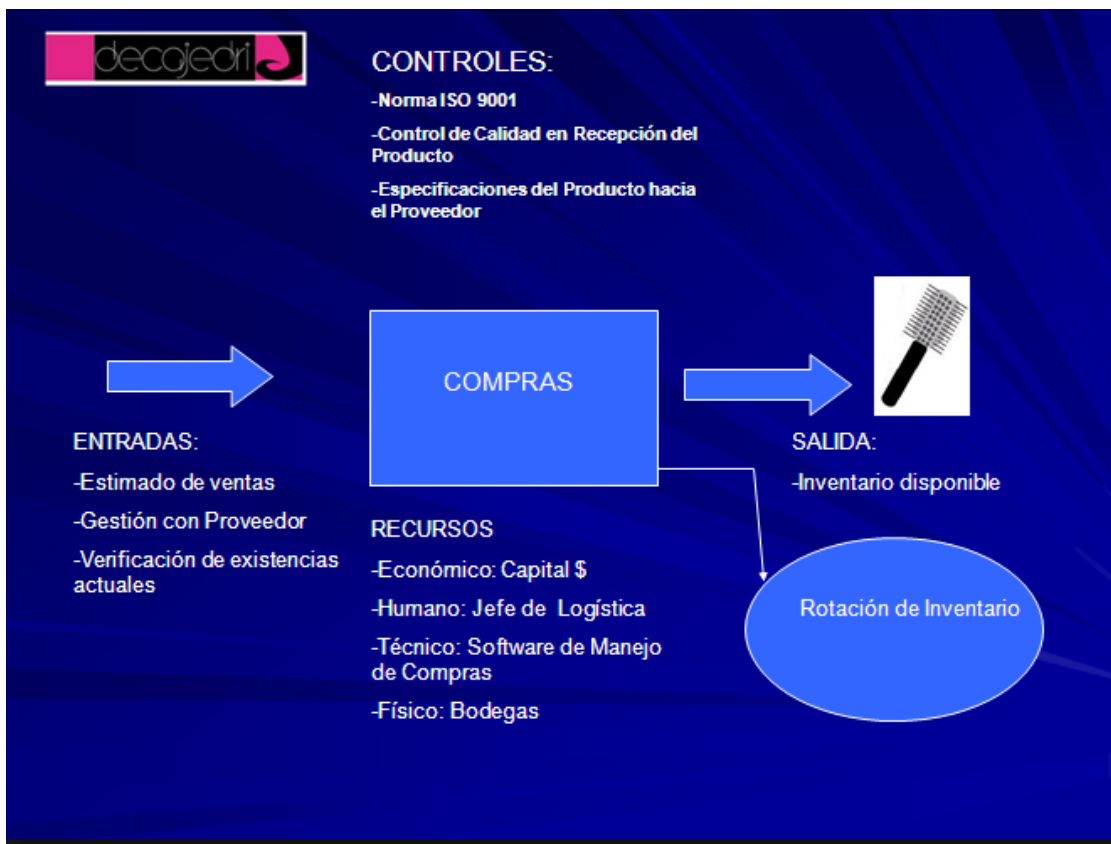 decojedri
CONTROLES:
-Norma ISO 9001
-Control de Calidad en Recepción del
Producto
-Especificaciones del Producto hacia
el Proveedor
COMPRAS
ENTRADAS:
-Estimado de ventas
-Gestión con Proveedor
-Verificación de existencias
actuales
RECURSOS
-Económico: Capital $
-Humano: Jefe de Logística
-Técnico: Software de Manejo
de Compras
-Físico: Bodegas
SALIDA:
-Inventario disponible
Rotación de Inventario